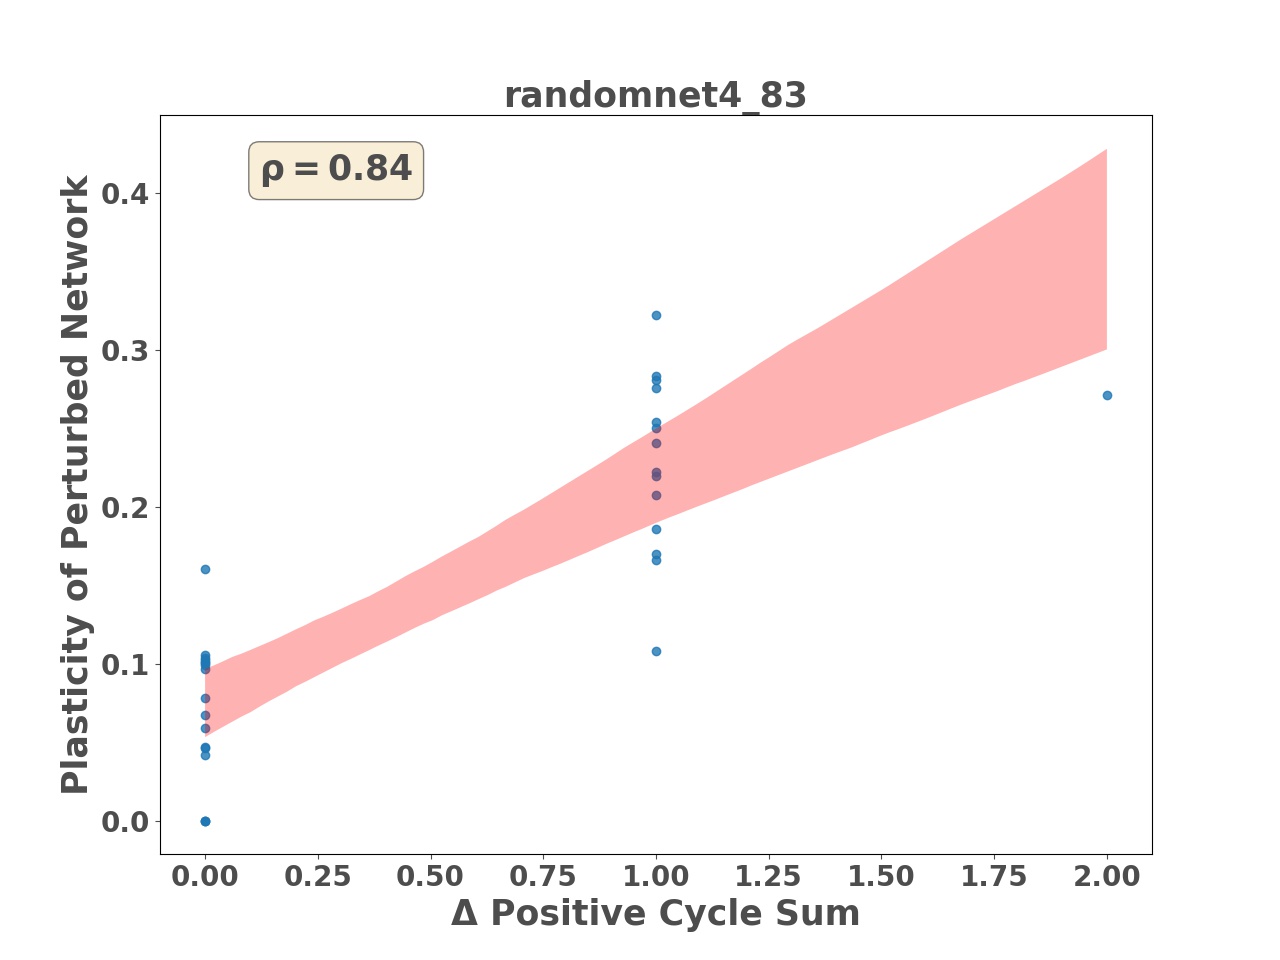 randomnet4_83
ρ = 0.84
Plasticity of Perturbed Network
0.4
0.3
0.2
0.1
0.0
0.00 0.25 0.50 0.75 1.00 1.25 1.50 1.75 2.00
Δ Positive Cycle Sum